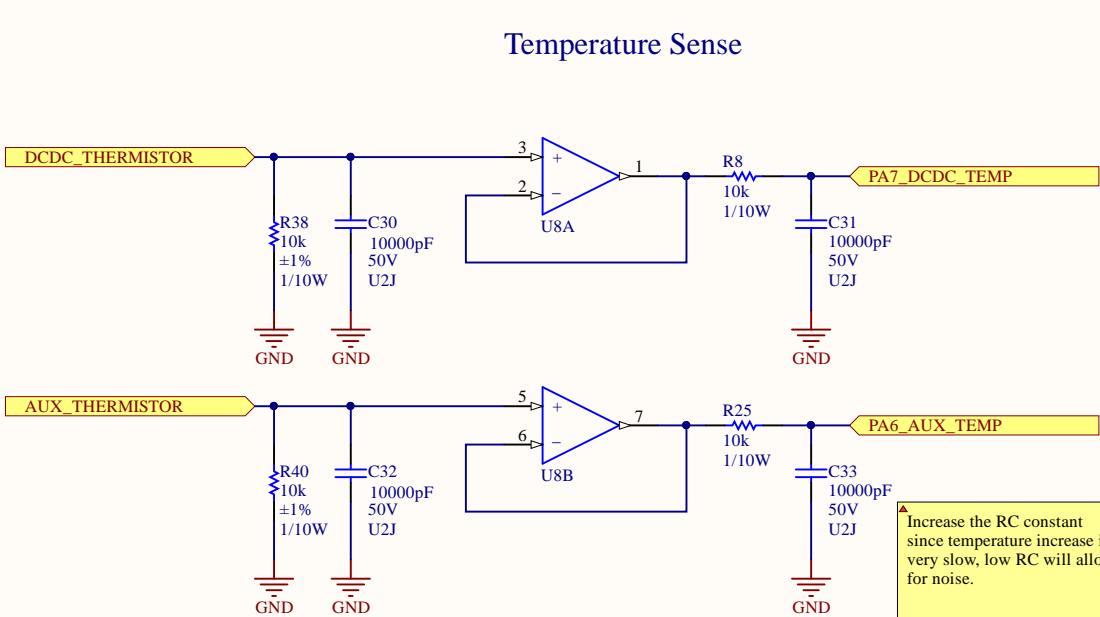 Temperature Sense
DCDC_THERMISTOR
3
+
2
−
1
U8A
R8
10k
1/10W
PA7_DCDC_TEMP
R38
10k
±1%
1/10W
C30
10000pF
50V
U2J
C31
10000pF
50V
U2J
GND
GND
GND
AUX_THERMISTOR
5
+
6
−
7
U8B
R25
10k
1/10W
PA6_AUX_TEMP
R40
10k
±1%
1/10W
C32
10000pF
50V
U2J
C33
10000pF
50V
U2J
GND
GND
GND
Increase the RC constant
since temperature increase
very slow, low RC will
for noise.